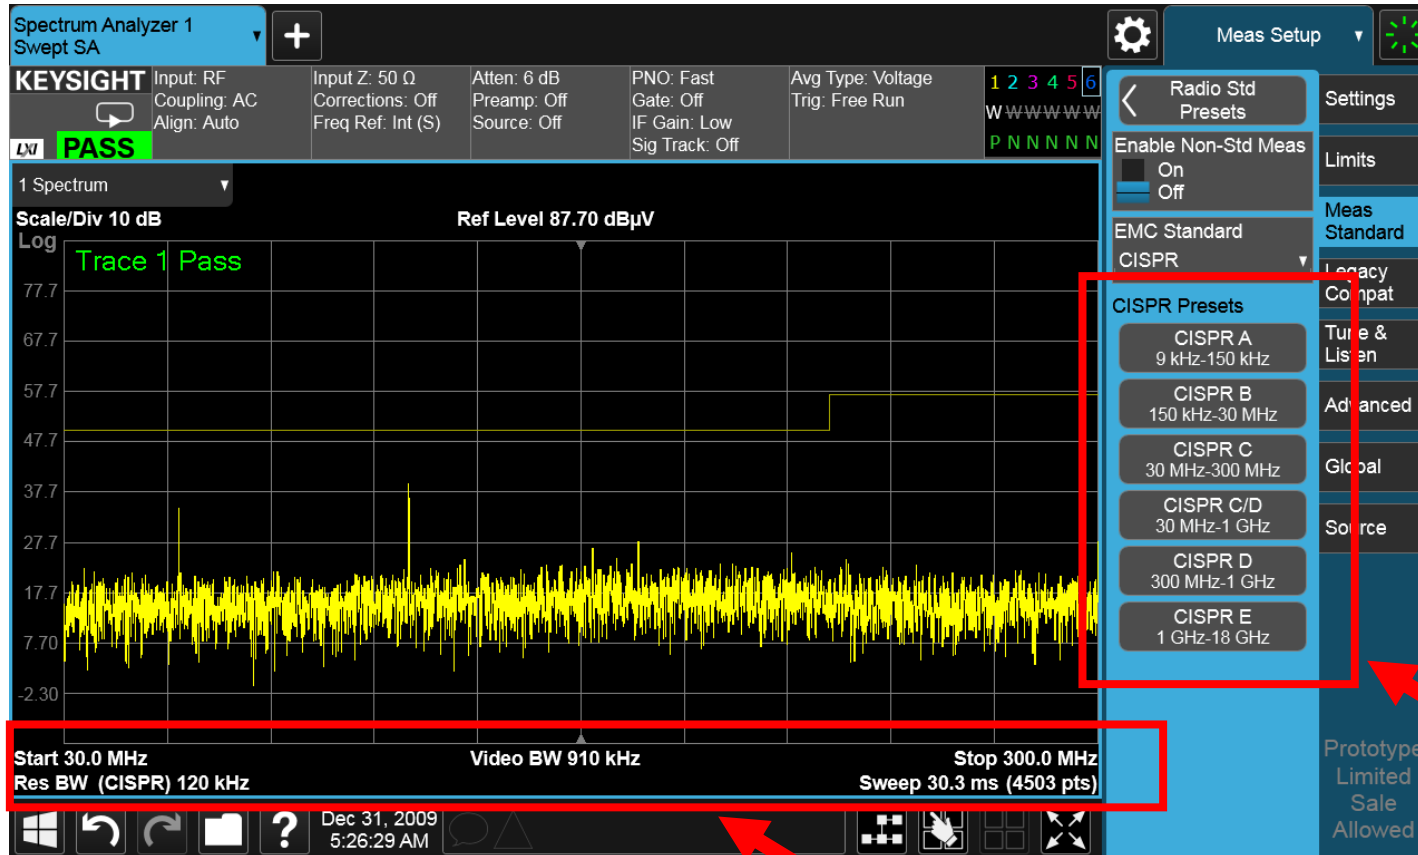 Spectrum Analyzer 1
Swept SA
Meas Setup
KEYSIGHT
LXI
PASS
Input: RF
Coupling: AC
Align: Auto
Input Z: 50 Ω
Corrections: Off
Freq Ref: Int (S)
Atten: 6 dB
Preamp: Off
Source: Off
PNO: Fast
Gate: Off
IF Gain: Low
Sig Track: Off
Avg Type: Voltage
Trig: Free Run
1 2 3 4 5 6
W W W W W W
P N N N N N
1 Spectrum
Scale/Div 10 dB
Ref Level 87.70 dBµV
Log
Trace 1 Pass
77.7
67.7
57.7
47.7
37.7
27.7
17.7
7.70
-2.30
Start 30.0 MHz
Video BW 910 kHz
Stop 300.0 MHz
Res BW (CISPR) 120 kHz
Sweep 30.3 ms (4503 pts)
?
Dec 31, 2009
5:26:29 AM
Radio Std
Presets
Enable Non-Std Meas
On
Off
EMC Standard
CISPR
CISPR Presets
CISPR A
9 kHz-150 kHz
CISPR B
150 kHz-30 MHz
CISPR C
30 MHz-300 MHz
CISPR C/D
30 MHz-1 GHz
CISPR D
300 MHz-1 GHz
CISPR E
1 GHz-18 GHz
Settings
Limits
Meas
Standard
Legacy
Compat
Tune &
Listen
Advanced
Global
Source
Prototype
Limited
Sale
Allowed